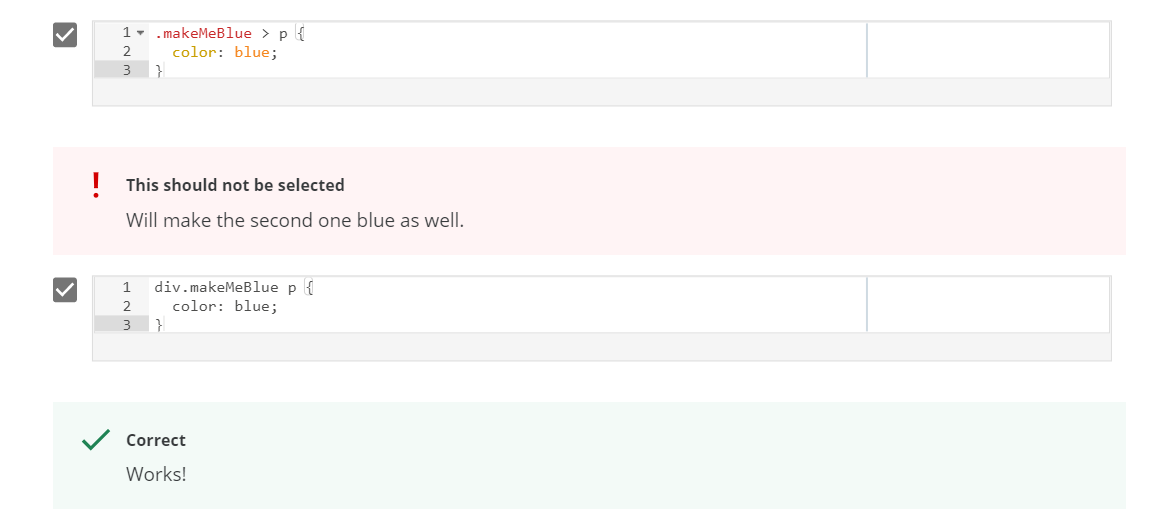 1 .makeMeBlue > p {
2 color: blue;
3 }
This should not be selected
Will make the second one blue as well.
1 div.makeMeBlue p {
2 color: blue;
3 }
Correct
Works!